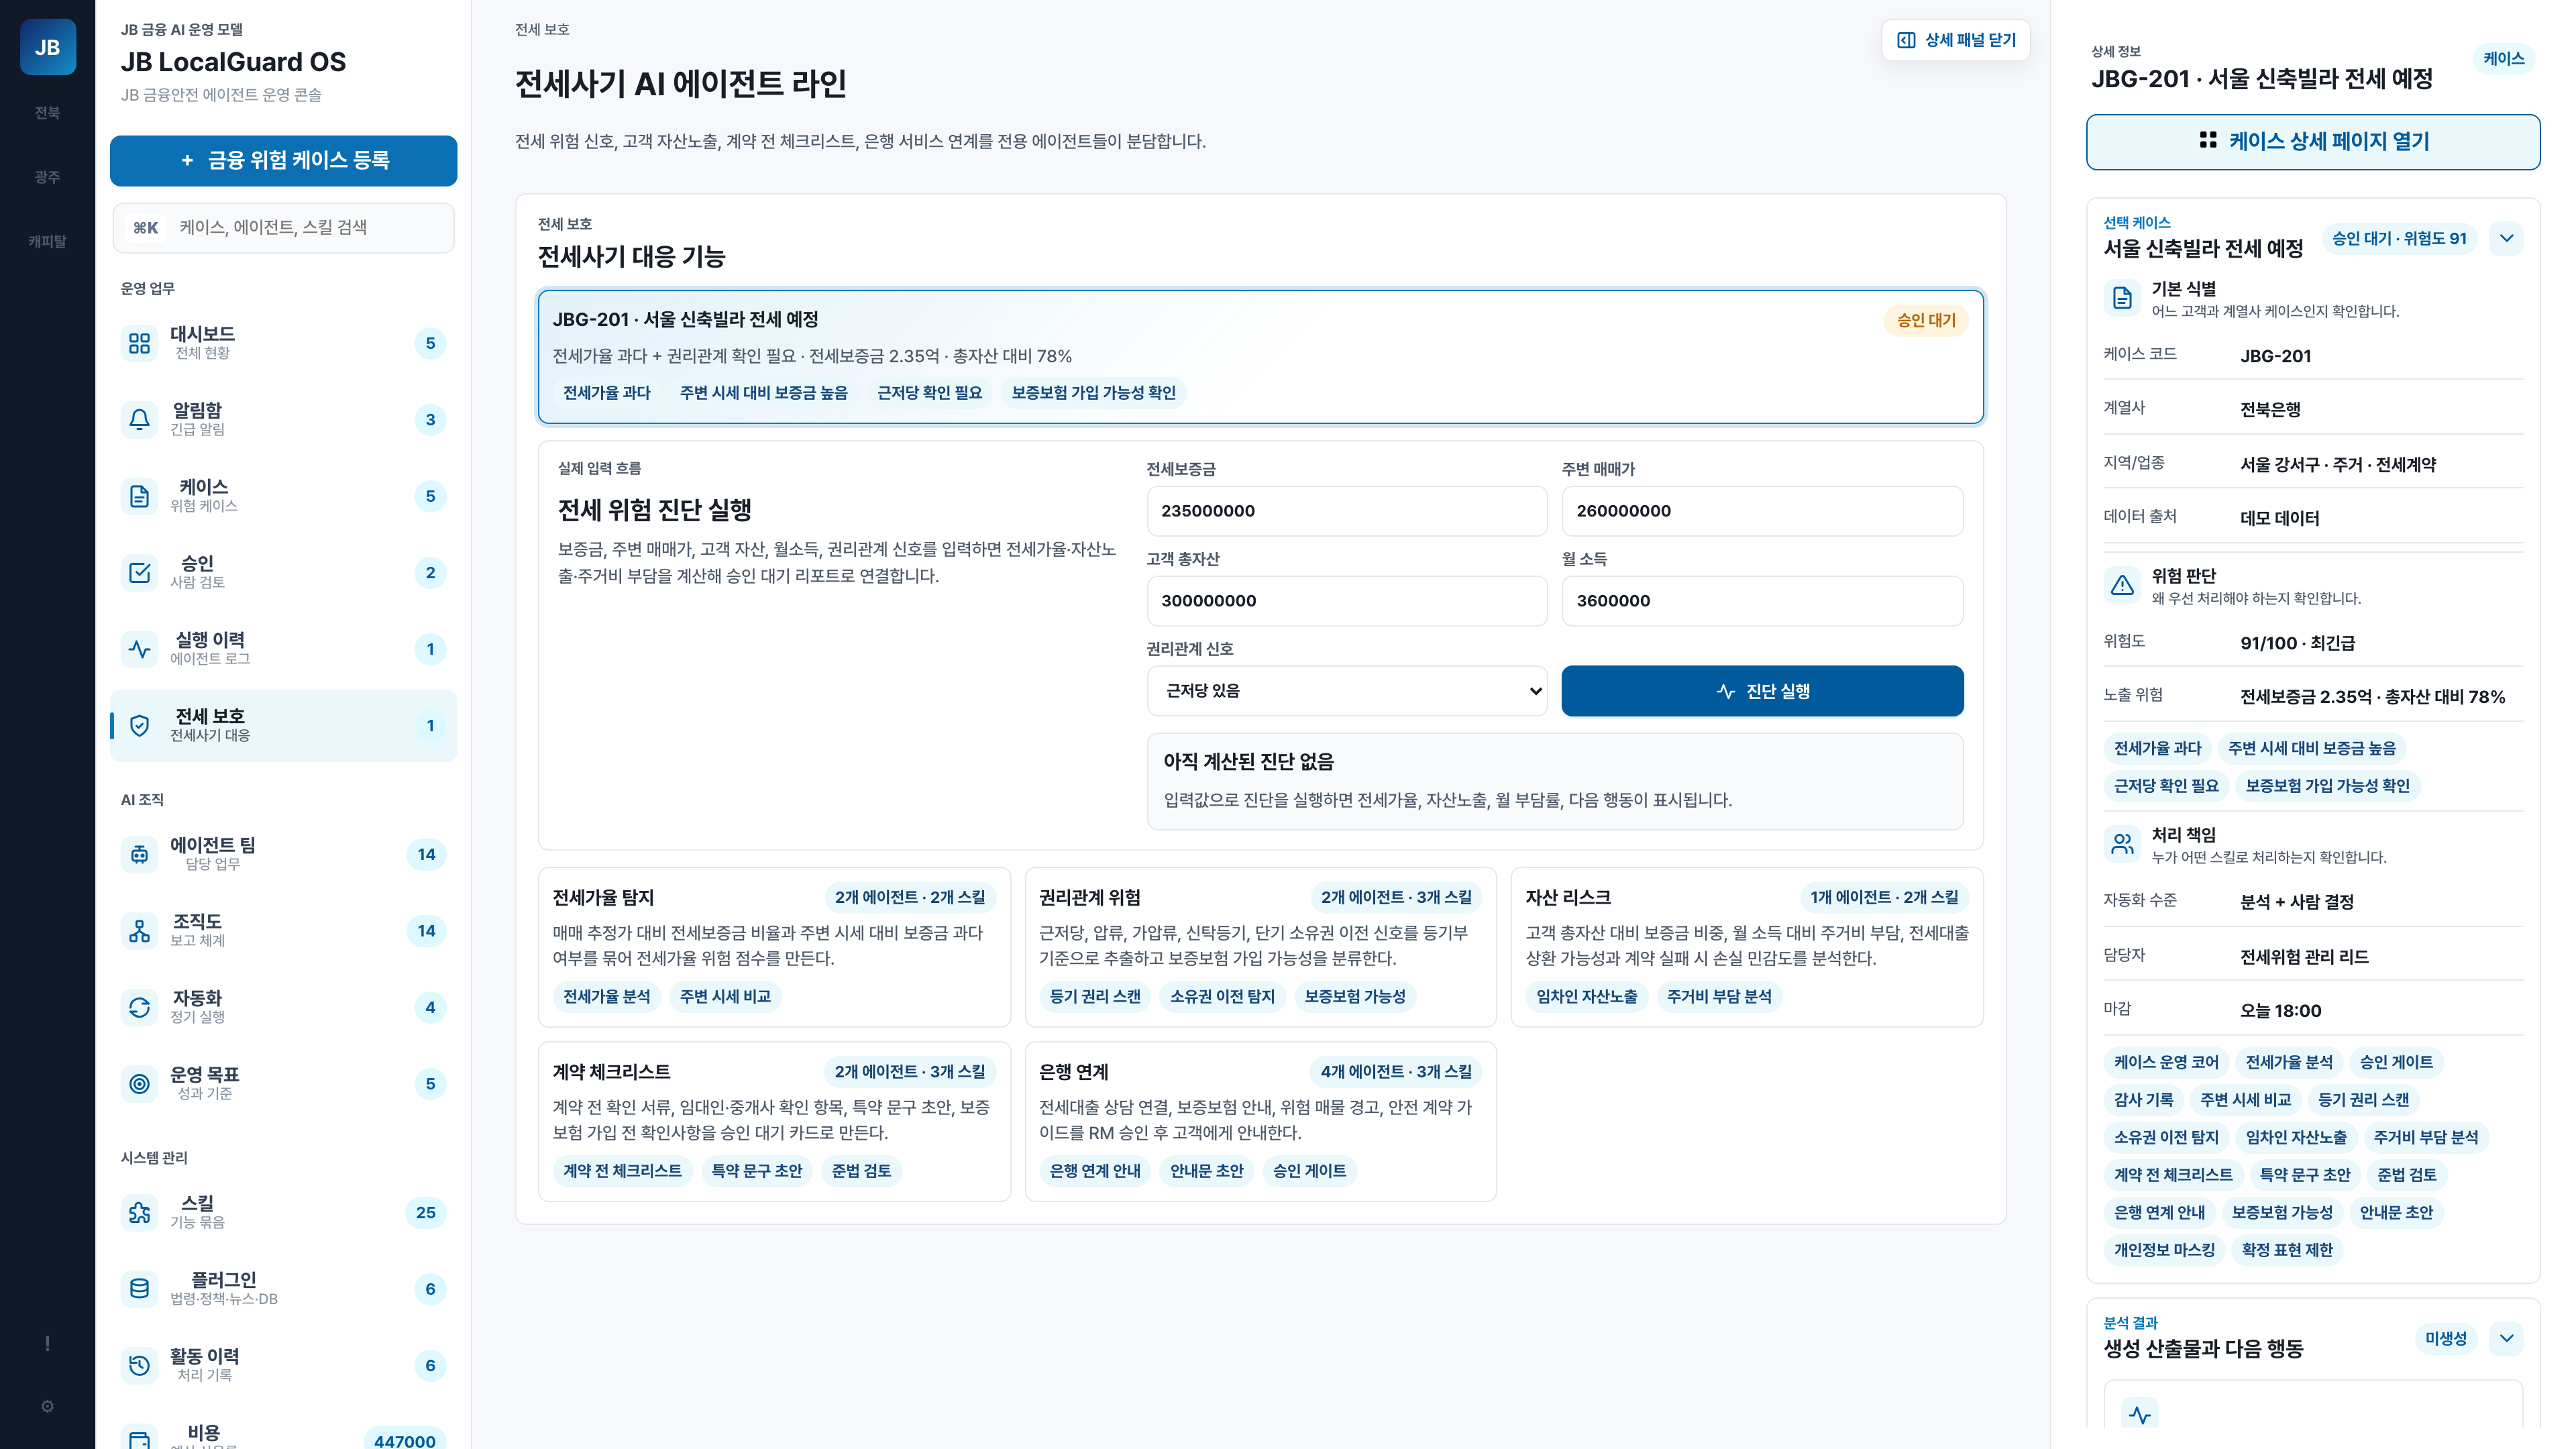 JB
전북
광주
캐피탈
!
JB 금융 AI 운영 모델
JB LocalGuard OS
JB 금융안전 에이전트 운영 콘솔
+ 금융 위험 케이스 등록
⌘K 케이스, 에이전트, 스킬 검색
운영 업무
대시보드 5
전체 현황
알림함 3
긴급 알림
케이스 5
위험 케이스
승인 2
사람 검토
실행 이력 1
에이전트 로그
전세 보호 1
전세사기 대응
AI 조직
에이전트 팀 14
담당 업무
조직도 14
보고 체계
자동화 4
정기 실행
운영 목표 5
성과 기준
시스템 관리
스킬 25
기능 묶음
플러그인 6
법령·정책·뉴스·DB
활동 이력 6
처리 기록
비용 447000
전세 보호
상세 패널 닫기
전세사기 AI 에이전트 라인
전세 위험 신호, 고객 자산노출, 계약 전 체크리스트, 은행 서비스 연계를 전용 에이전트들이 분담합니다.
전세 보호
전세사기 대응 기능
JBG-201 · 서울 신축빌라 전세 예정 승인 대기
전세가율 과다 + 권리관계 확인 필요 · 전세보증금 2.35억 · 총자산 대비 78%
전세가율 과다 주변 시세 대비 보증금 높음 근저당 확인 필요 보증보험 가입 가능성 확인
실제 입력 흐름
전세 위험 진단 실행
보증금, 주변 매매가, 고객 자산, 월소득, 권리관계 신호를 입력하면 전세가율·자산노
출·주거비 부담을 계산해 승인 대기 리포트로 연결합니다.
전세보증금 주변 매매가
235000000 260000000
고객 총자산 월 소득
300000000 3600000
권리관계 신호
근저당 있음 진단 실행
아직 계산된 진단 없음
입력값으로 진단을 실행하면 전세가율, 자산노출, 월 부담률, 다음 행동이 표시됩니다.
전세가율 탐지 2개 에이전트 · 2개 스킬
매매 추정가 대비 전세보증금 비율과 주변 시세 대비 보증금 과다
여부를 묶어 전세가율 위험 점수를 만든다.
전세가율 분석 주변 시세 비교
권리관계 위험 2개 에이전트 · 3개 스킬
근저당, 압류, 가압류, 신탁등기, 단기 소유권 이전 신호를 등기부
기준으로 추출하고 보증보험 가입 가능성을 분류한다.
등기 권리 스캔 소유권 이전 탐지 보증보험 가능성
자산 리스크 1개 에이전트 · 2개 스킬
고객 총자산 대비 보증금 비중, 월 소득 대비 주거비 부담, 전세대출
상환 가능성과 계약 실패 시 손실 민감도를 분석한다.
임차인 자산노출 주거비 부담 분석
계약 체크리스트 2개 에이전트 · 3개 스킬
계약 전 확인 서류, 임대인·중개사 확인 항목, 특약 문구 초안, 보증
보험 가입 전 확인사항을 승인 대기 카드로 만든다.
계약 전 체크리스트 특약 문구 초안 준법 검토
은행 연계 4개 에이전트 · 3개 스킬
전세대출 상담 연결, 보증보험 안내, 위험 매물 경고, 안전 계약 가
이드를 RM 승인 후 고객에게 안내한다.
은행 연계 안내 안내문 초안 승인 게이트
상세 정보
JBG-201 · 서울 신축빌라 전세 예정 케이스
케이스 상세 페이지 열기
선택 케이스
서울 신축빌라 전세 예정 승인 대기 · 위험도 91
기본 식별
어느 고객과 계열사 케이스인지 확인합니다.
케이스 코드 JBG-201
계열사 전북은행
지역/업종 서울 강서구 · 주거 · 전세계약
데이터 출처 데모 데이터
위험 판단
왜 우선 처리해야 하는지 확인합니다.
위험도 91/100 · 최긴급
노출 위험 전세보증금 2.35억 · 총자산 대비 78%
전세가율 과다 주변 시세 대비 보증금 높음
근저당 확인 필요 보증보험 가입 가능성 확인
처리 책임
누가 어떤 스킬로 처리하는지 확인합니다.
자동화 수준 분석 + 사람 결정
담당자 전세위험 관리 리드
마감 오늘 18:00
케이스 운영 코어 전세가율 분석 승인 게이트
감사 기록 주변 시세 비교 등기 권리 스캔
소유권 이전 탐지 임차인 자산노출 주거비 부담 분석
계약 전 체크리스트 특약 문구 초안 준법 검토
은행 연계 안내 보증보험 가능성 안내문 초안
개인정보 마스킹 확정 표현 제한
분석 결과
생성 산출물과 다음 행동 미생성